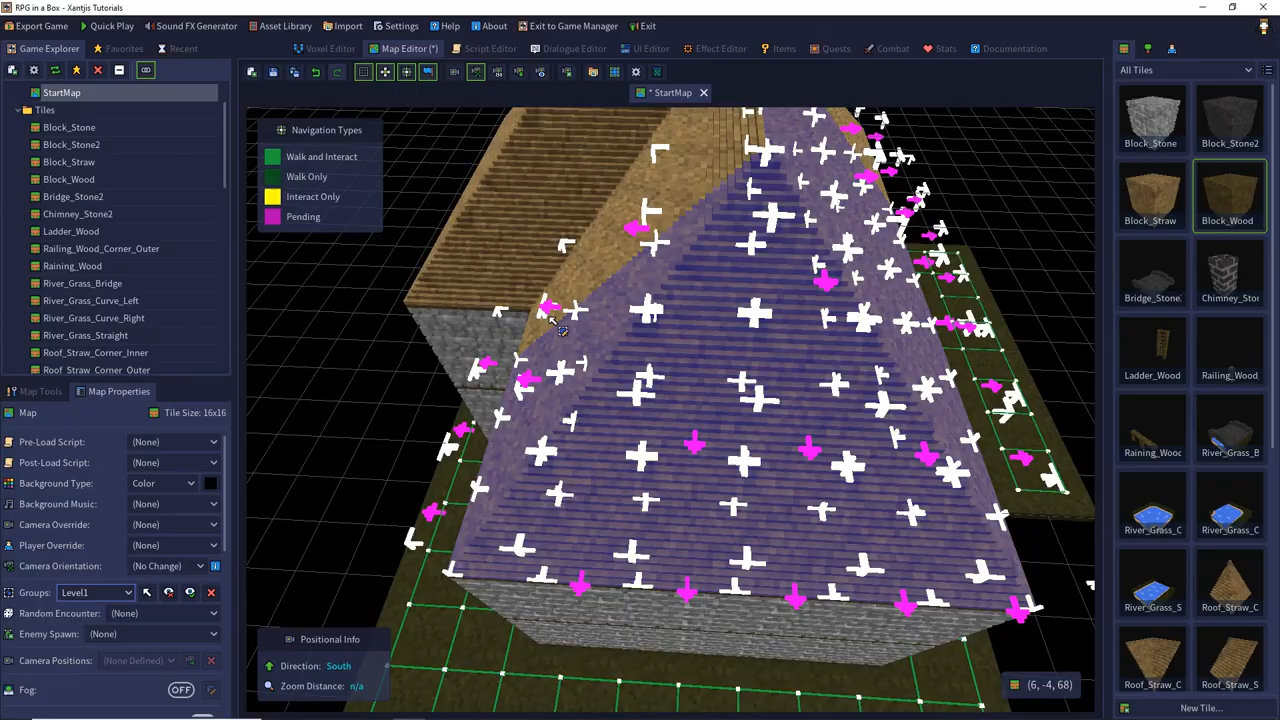 RPG in a Box - Xantjis Tutorials
Export Game Quick Play Sound FX Generator Asset Library Import Settings Help About Exit to Game Manager Exit
Game Explorer Favorites Recent Voxel Editor Map Editor (*) Script Editor Dialogue Editor UI Editor Effect Editor Items Quests Combat Stats Documentation
All Tiles
StartMap
* StartMap
Tiles
Block_Stone
Block_Stone2
Block_Straw
Block_Wood
Bridge_Stone2
Chimney_Stone2
Ladder_Wood
Railing_Wood_Corner_Outer
Raining_Wood
River_Grass_Bridge
River_Grass_Curve_Left
River_Grass_Curve_Right
River_Grass_Straight
Roof_Straw_Corner_Inner
Roof_Straw_Corner_Outer
Navigation Types
Walk and Interact
Walk Only
Interact Only
Pending
Map Tools Map Properties
Map Tile Size: 16x16
Pre-Load Script: (None)
Post-Load Script: (None)
Background Type: Color
Background Music: (None)
Camera Override: (None)
Player Override: (None)
Camera Orientation: (No Change)
Groups: Level1
Random Encounter: (None)
Enemy Spawn: (None)
Camera Positions: (None Defined)
Fog: OFF
Positional Info
Direction: South
Zoom Distance: n/a
(6, -4, 68)
Block_Stone Block_Stone2
Block_Straw Block_Wood
Bridge_Stone: Chimney_Stor
Ladder_Wood Railing_Wood_
Raining_Wooc River_Grass_B
River_Grass_C River_Grass_C
River_Grass_S Roof_Straw_C
Roof_Straw_C Roof_Straw_S
New Tile...